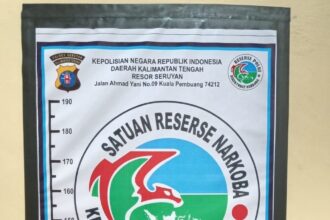 KEPOLISIAN NEGARA REPUBLIK INDONESIA
DAERAH KALIMANTAN TENGAH
RESOR SERUYAN
Jalan Ahmad Yani No.09 Kuala Pembuang 74212
190
SATUAN RESERSE NARKOBA
180
170
160